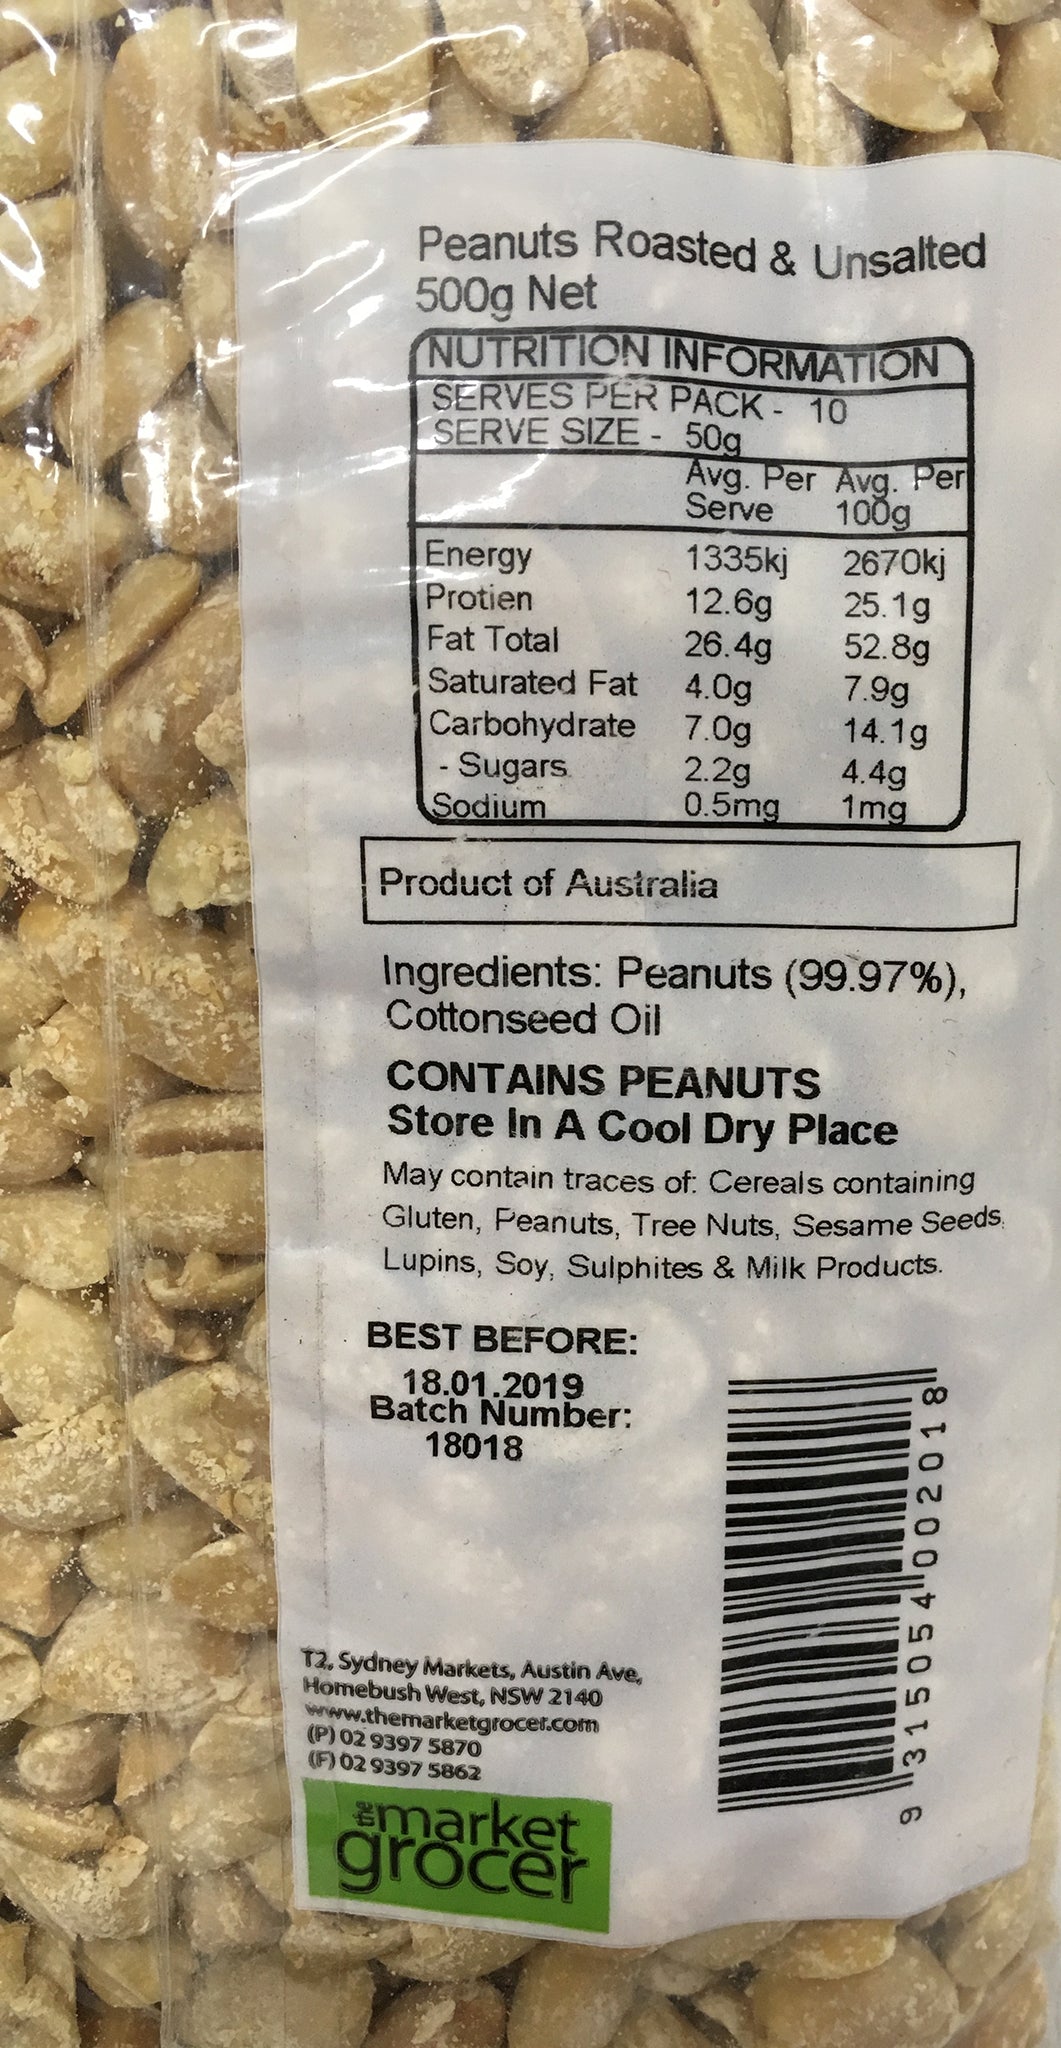 Peanuts Roasted & Unsalted
500g Net
NUTRITION INFORMATION
SERVES PER PACK - 10
SERVE SIZE - 50g
Avg. Per Avg. Per
Serve 100g
Energy 1335kj 2670kj
Protien 12.6g 25.1g
Fat Total 26.4g 52.8g
Saturated Fat 4.0g 7.9g
Carbohydrate 7.0g 14.1g
- Sugars 2.2g 4.4g
Sodium 0.5mg 1mg
Product of Australia
Ingredients: Peanuts (99.97%),
Cottonseed Oil
CONTAINS PEANUTS
Store In A Cool Dry Place
May contain traces of: Cereals containing
Gluten, Peanuts, Tree Nuts, Sesame Seeds,
Lupins, Soy, Sulphites & Milk Products.
BEST BEFORE:
18.01.2019
Batch Number:
18018
9 315054 002018
T2, Sydney Markets, Austin Ave,
Homebush West, NSW 2140
www.themarketgrocer.com
(P) 02 9397 5870
(F) 02 9397 5862
the market
grocer